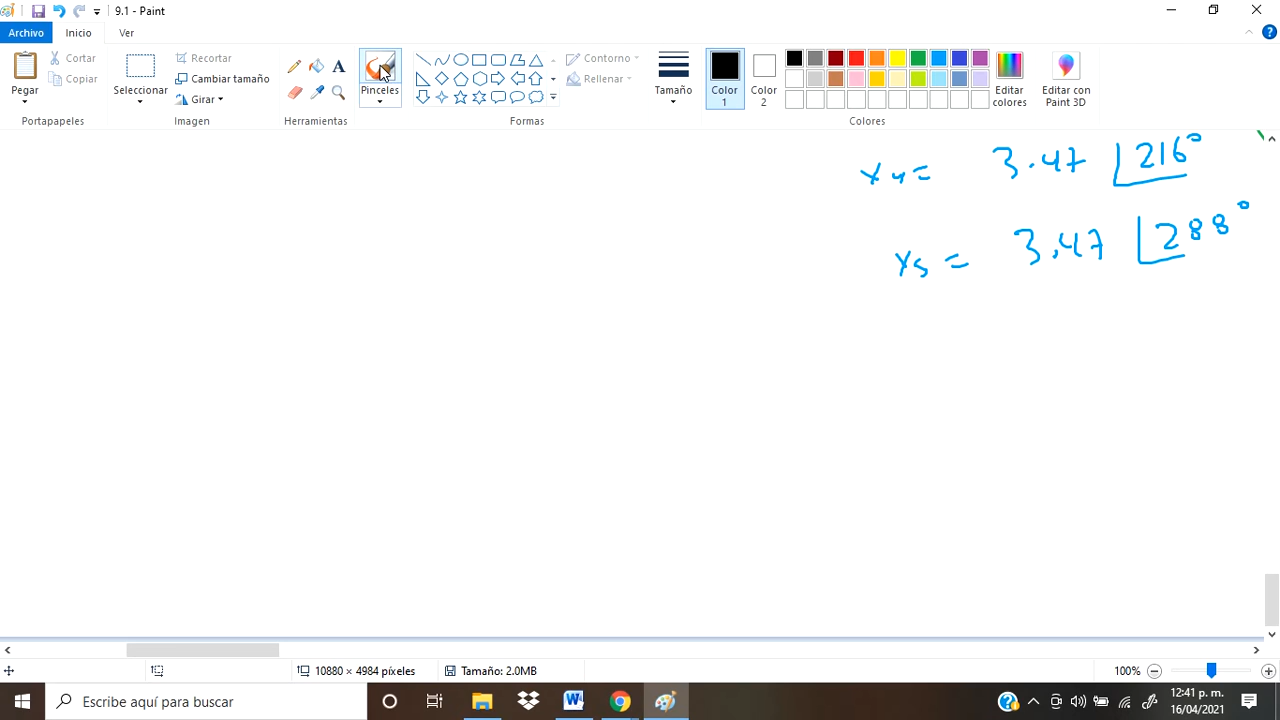 9.1 - Paint
Archivo Inicio Ver
Pegar
Cortar
Copiar
Portapapeles
Seleccionar
Recortar
Cambiar tamaño
Girar
Imagen
A
Herramientas
Pinceles
Contorno
Rellenar
Formas
Tamaño
Color 1
Color 2
Editar colores
Editar con Paint 3D
Colores
x4 = 3.47 ⌊216°
x5 = 3.47 ⌊288°
10880 × 4984 píxeles
Tamaño: 2.0MB
100%
Escribe aquí para buscar
12:41 p. m.
16/04/2021